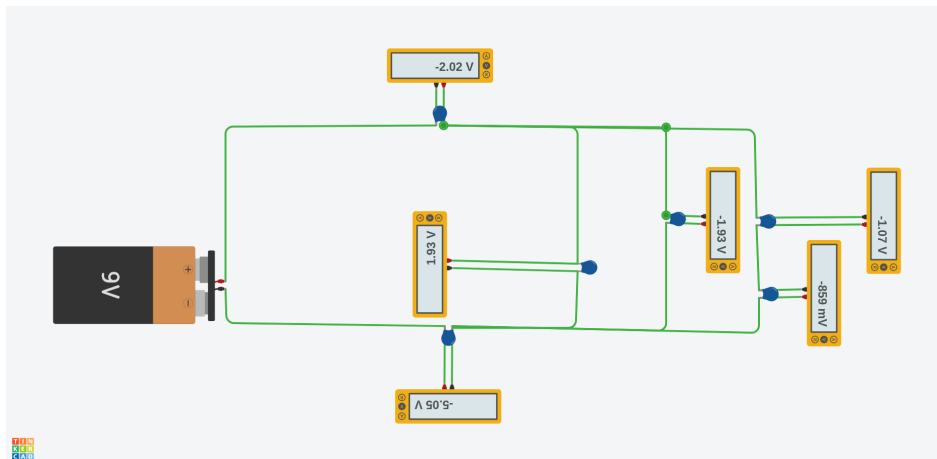 -2.02 V
-1.93 V
-1.07 V
1.93 V
9V
+
-
-859 mV
-5.05 V
TIN
KER
CAD